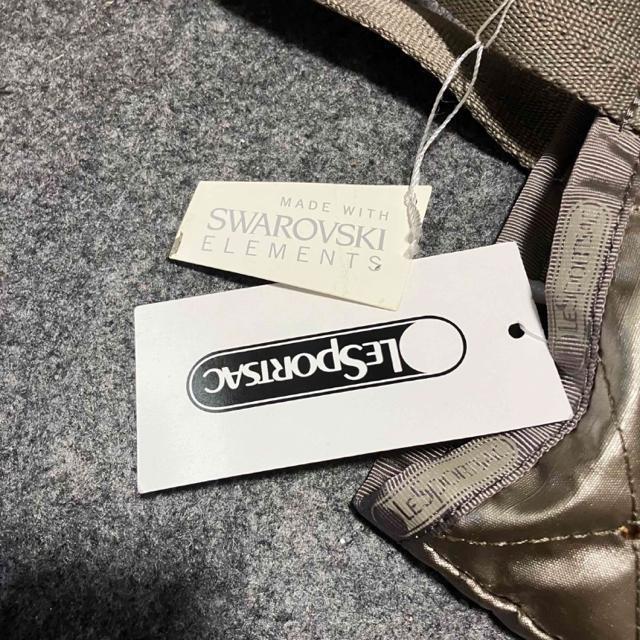 MADE WITH
SWAROVSKI
ELEMENTS
LESPORTSAC
LESportsac
LESportsac